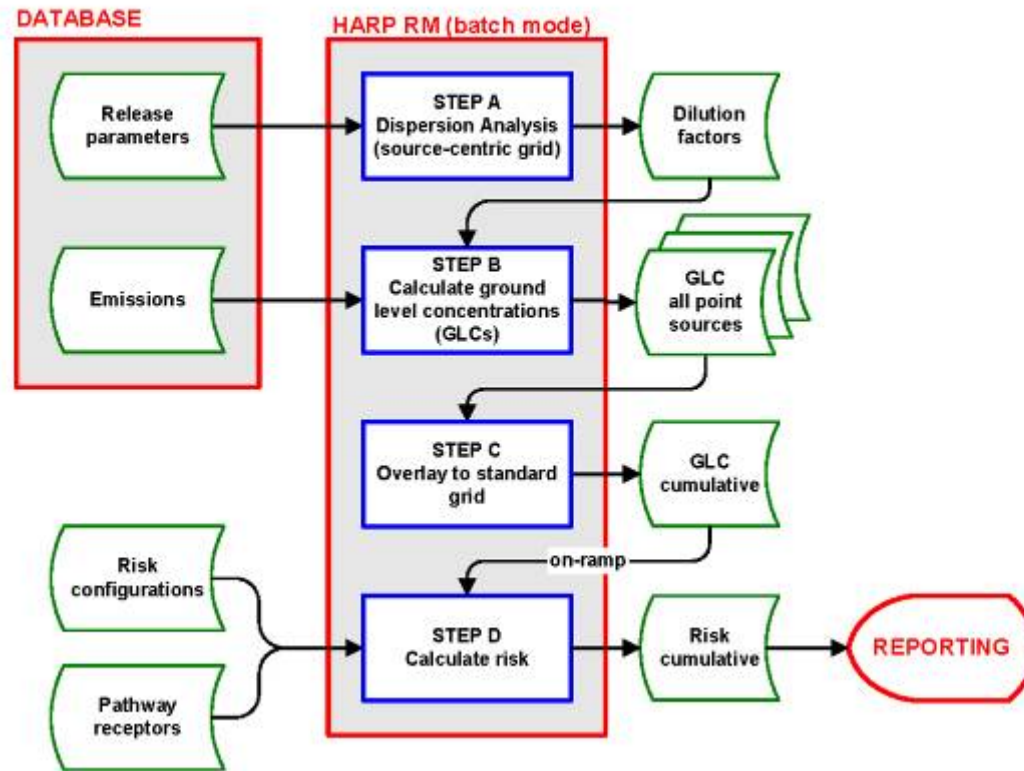 DATABASE
HARP RM (batch mode)
Release
parameters
STEP A
Dispersion Analysis
(source-centric grid)
Dilution
factors
Emissions
STEP B
Calculate ground
level concentrations
(GLCs)
GLC
all point
sources
STEP C
Overlay to standard
grid
GLC
cumulative
on-ramp
Risk
configurations
Pathway
receptors
STEP D
Calculate risk
Risk
cumulative
REPORTING